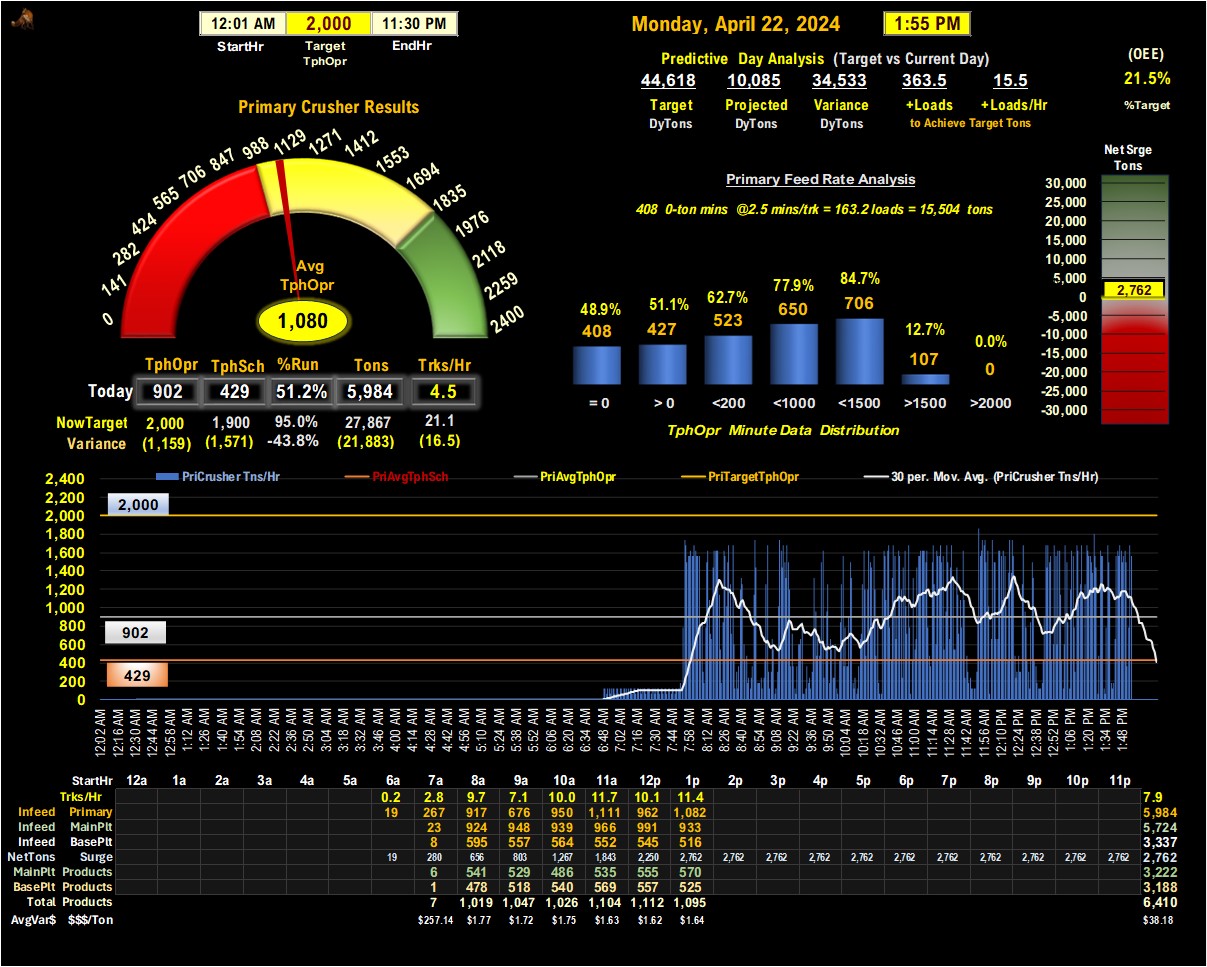 12:01 AM 2,000 11:30 PM
StartHr Target TphOpr EndHr
Monday, April 22, 2024 1:55 PM
Predictive Day Analysis (Target vs Current Day)
44,618 10,085 34,533 363.5 15.5
Target Projected Variance +Loads +Loads/Hr
DyTons DyTons DyTons to Achieve Target Tons
(OEE)
21.5%
%Target
Primary Crusher Results
0 141 282 424 565 706 847 988 1129 1271 1412 1553 1694 1835 1976 2118 2259 2400
Avg
TphOpr
1,080
TphOpr TphSch %Run Tons Trks/Hr
Today 902 429 51.2% 5,984 4.5
NowTarget 2,000 1,900 95.0% 27,867 21.1
Variance (1,159) (1,571) -43.8% (21,883) (16.5)
Primary Feed Rate Analysis
408 0-ton mins @2.5 mins/trk = 163.2 loads = 15,504 tons
48.9% 51.1% 62.7% 77.9% 84.7% 12.7% 0.0%
408 427 523 650 706 107 0
= 0 > 0 <200 <1000 <1500 >1500 >2000
TphOpr Minute Data Distribution
Net Srge
Tons
30,000
25,000
20,000
15,000
10,000
5,000
2,762
0
-5,000
-10,000
-15,000
-20,000
-25,000
-30,000
PriCrusher Tns/Hr PriAvgTphSch PriAvgTphOpr PriTargetTphOpr 30 per. Mov. Avg. (PriCrusher Tns/Hr)
2,400
2,200
2,000
1,800
1,600
1,400
1,200
1,000
800
600
400
200
0
2,000
902
429
12:02 AM 12:16 AM 12:30 AM 12:44 AM 12:58 AM 1:12 AM 1:26 AM 1:40 AM 1:54 AM 2:08 AM 2:22 AM 2:36 AM 2:50 AM 3:04 AM 3:18 AM 3:32 AM 3:46 AM 4:00 AM 4:14 AM 4:28 AM 4:42 AM 4:56 AM 5:10 AM 5:24 AM 5:38 AM 5:52 AM 6:06 AM 6:20 AM 6:34 AM 6:48 AM 7:02 AM 7:16 AM 7:30 AM 7:44 AM 7:58 AM 8:12 AM 8:26 AM 8:40 AM 8:54 AM 9:08 AM 9:22 AM 9:36 AM 9:50 AM 10:04 AM 10:18 AM 10:32 AM 10:46 AM 11:00 AM 11:14 AM 11:28 AM 11:42 AM 11:56 AM 12:10 PM 12:24 PM 12:38 PM 12:52 PM 1:06 PM 1:20 PM 1:34 PM 1:48 PM
StartHr 12a 1a 2a 3a 4a 5a 6a 7a 8a 9a 10a 11a 12p 1p 2p 3p 4p 5p 6p 7p 8p 9p 10p 11p
Trks/Hr 0.2 2.8 9.7 7.1 10.0 11.7 10.1 11.4 7.9
Infeed Primary 19 267 917 676 950 1,111 962 1,082 5,984
Infeed MainPlt 23 924 948 939 966 991 933 5,724
Infeed BasePlt 8 595 557 564 552 545 516 3,337
NetTons Surge 19 280 656 803 1,267 1,843 2,250 2,762 2,762 2,762 2,762 2,762 2,762 2,762 2,762 2,762 2,762 2,762 2,762
MainPlt Products 6 541 529 486 535 555 570 3,222
BasePlt Products 1 478 518 540 569 557 525 3,188
Total Products 7 1,019 1,047 1,026 1,104 1,112 1,095 6,410
AvgVar$ $$$/Ton $257.14 $1.77 $1.72 $1.75 $1.63 $1.62 $1.64 $38.18